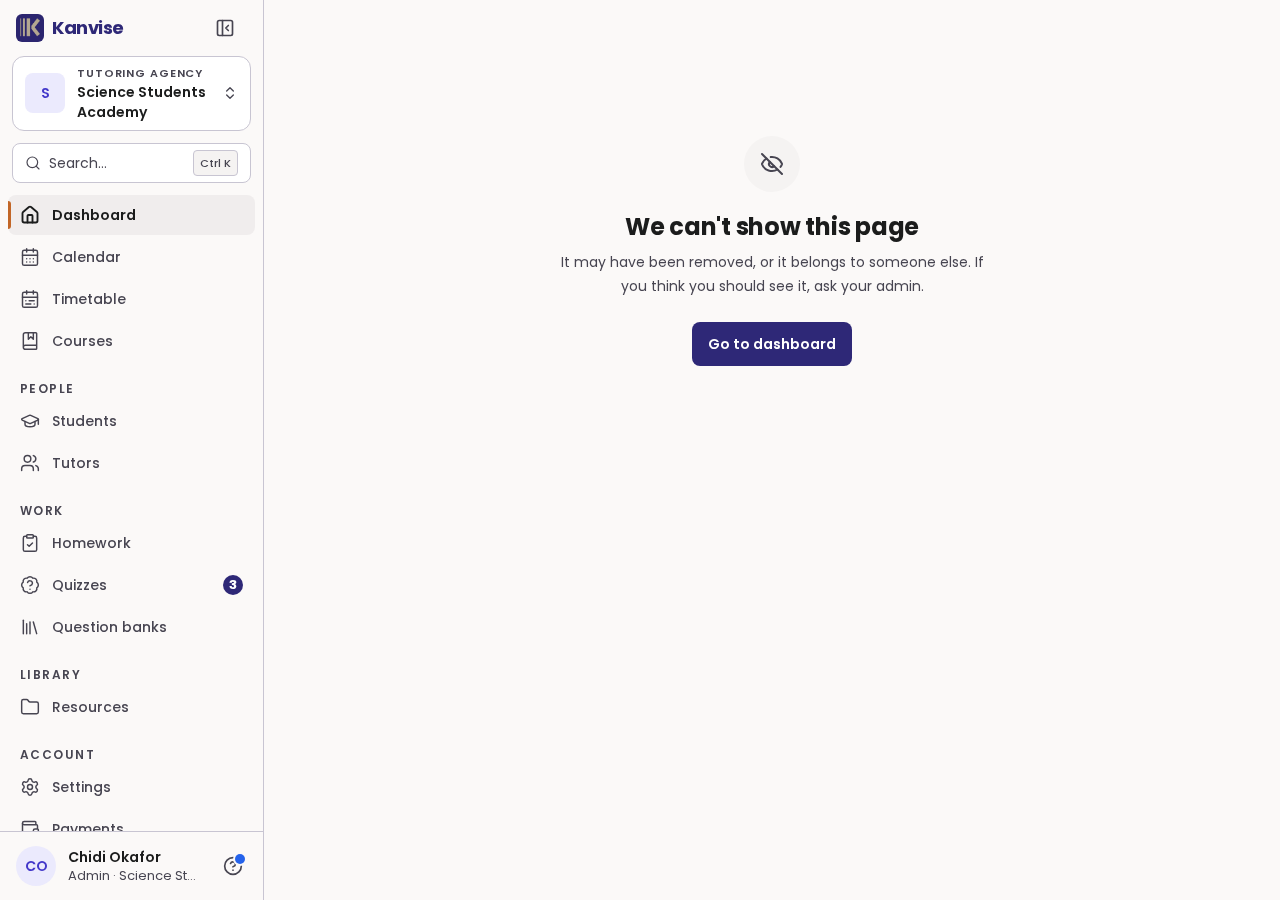 Kanvise
TUTORING AGENCY
S
Science Students
Academy
Search...
Ctrl K
Dashboard
Calendar
Timetable
Courses
PEOPLE
Students
Tutors
WORK
Homework
Quizzes
3
Question banks
LIBRARY
Resources
ACCOUNT
Settings
Payments
CO
Chidi Okafor
Admin · Science St...
We can't show this page
It may have been removed, or it belongs to someone else. If
you think you should see it, ask your admin.
Go to dashboard